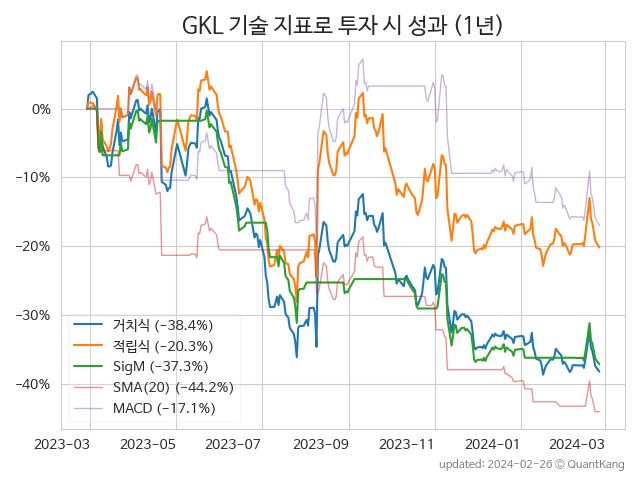 GKL 기술 지표로 투자 시 성과 (1년)
0%
−10%
−20%
−30%
−40%
거치식 (−38.4%)
적립식 (−20.3%)
SigM (−37.3%)
SMA(20) (−44.2%)
MACD (−17.1%)
2023-03 2023-05 2023-07 2023-09 2023-11 2024-01 2024-03
updated: 2024-02-26 © QuantKang